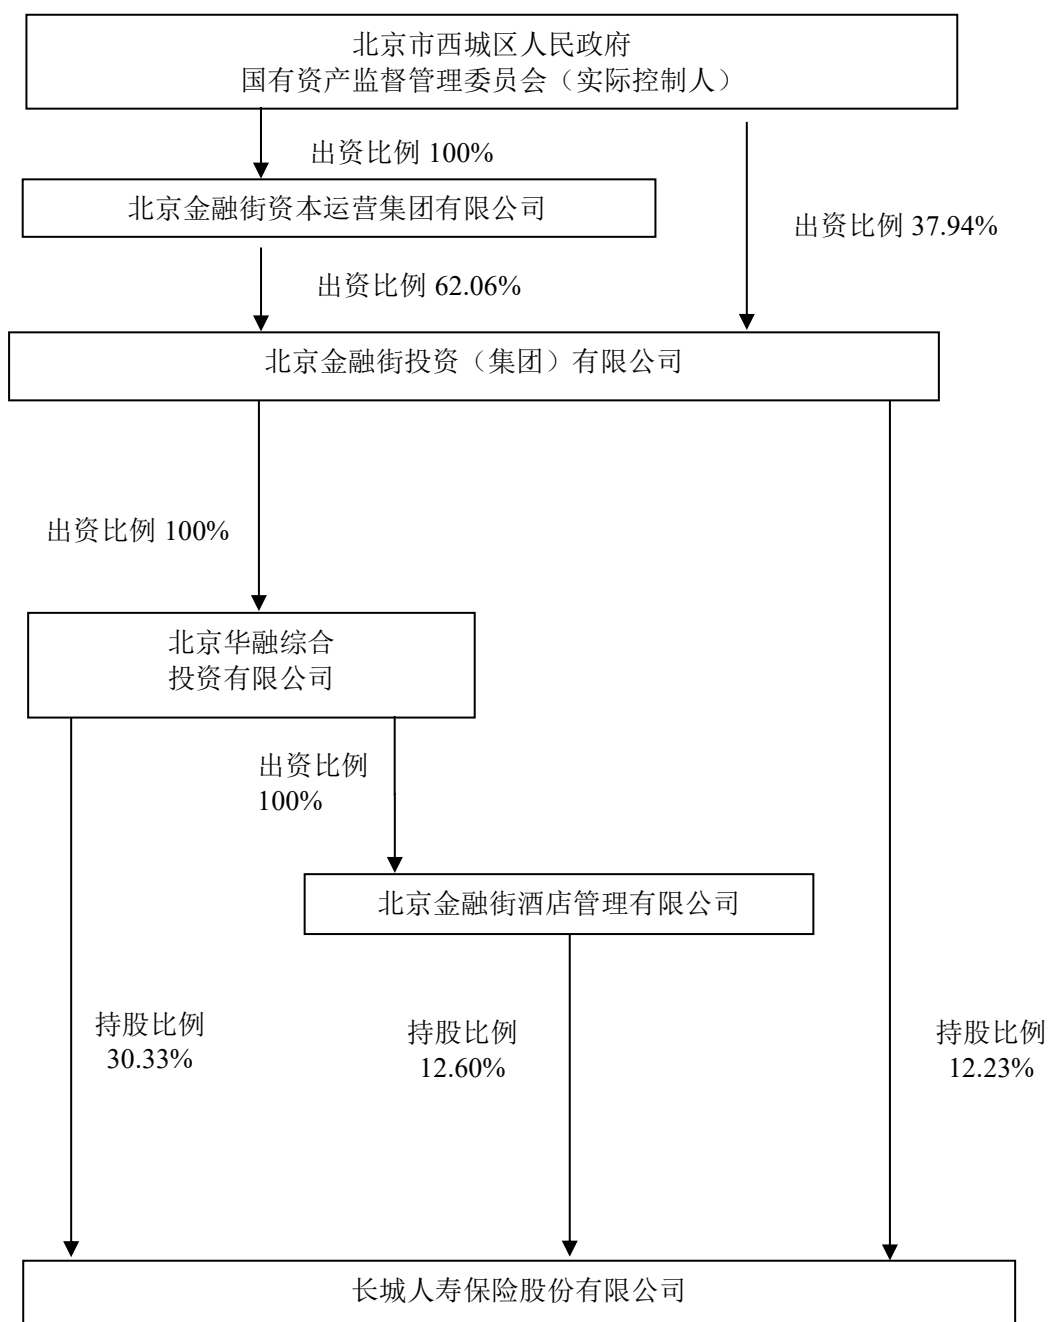 北京市西城区人民政府
国有资产监督管理委员会（实际控制人）
出资比例 100%
北京金融街资本运营集团有限公司
出资比例 37.94%
出资比例 62.06%
北京金融街投资（集团）有限公司
出资比例 100%
北京华融综合
投资有限公司
出资比例
100%
北京金融街酒店管理有限公司
持股比例
30.33%
持股比例
12.60%
持股比例
12.23%
长城人寿保险股份有限公司